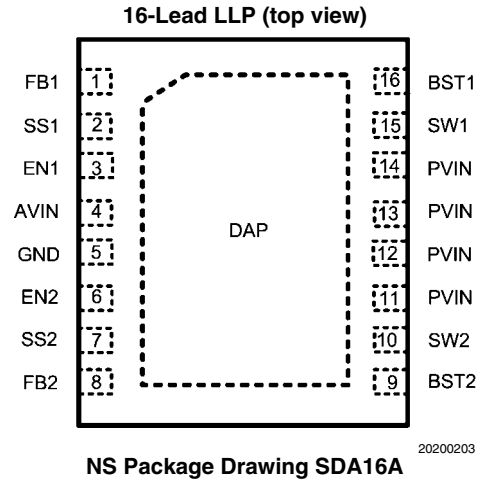 16-Lead LLP (top view)
FB1 1 16 BST1
SS1 2 15 SW1
EN1 3 14 PVIN
AVIN 4 13 PVIN
DAP
GND 5 12 PVIN
EN2 6 11 PVIN
SS2 7 10 SW2
FB2 8 9 BST2
20200203
NS Package Drawing SDA16A